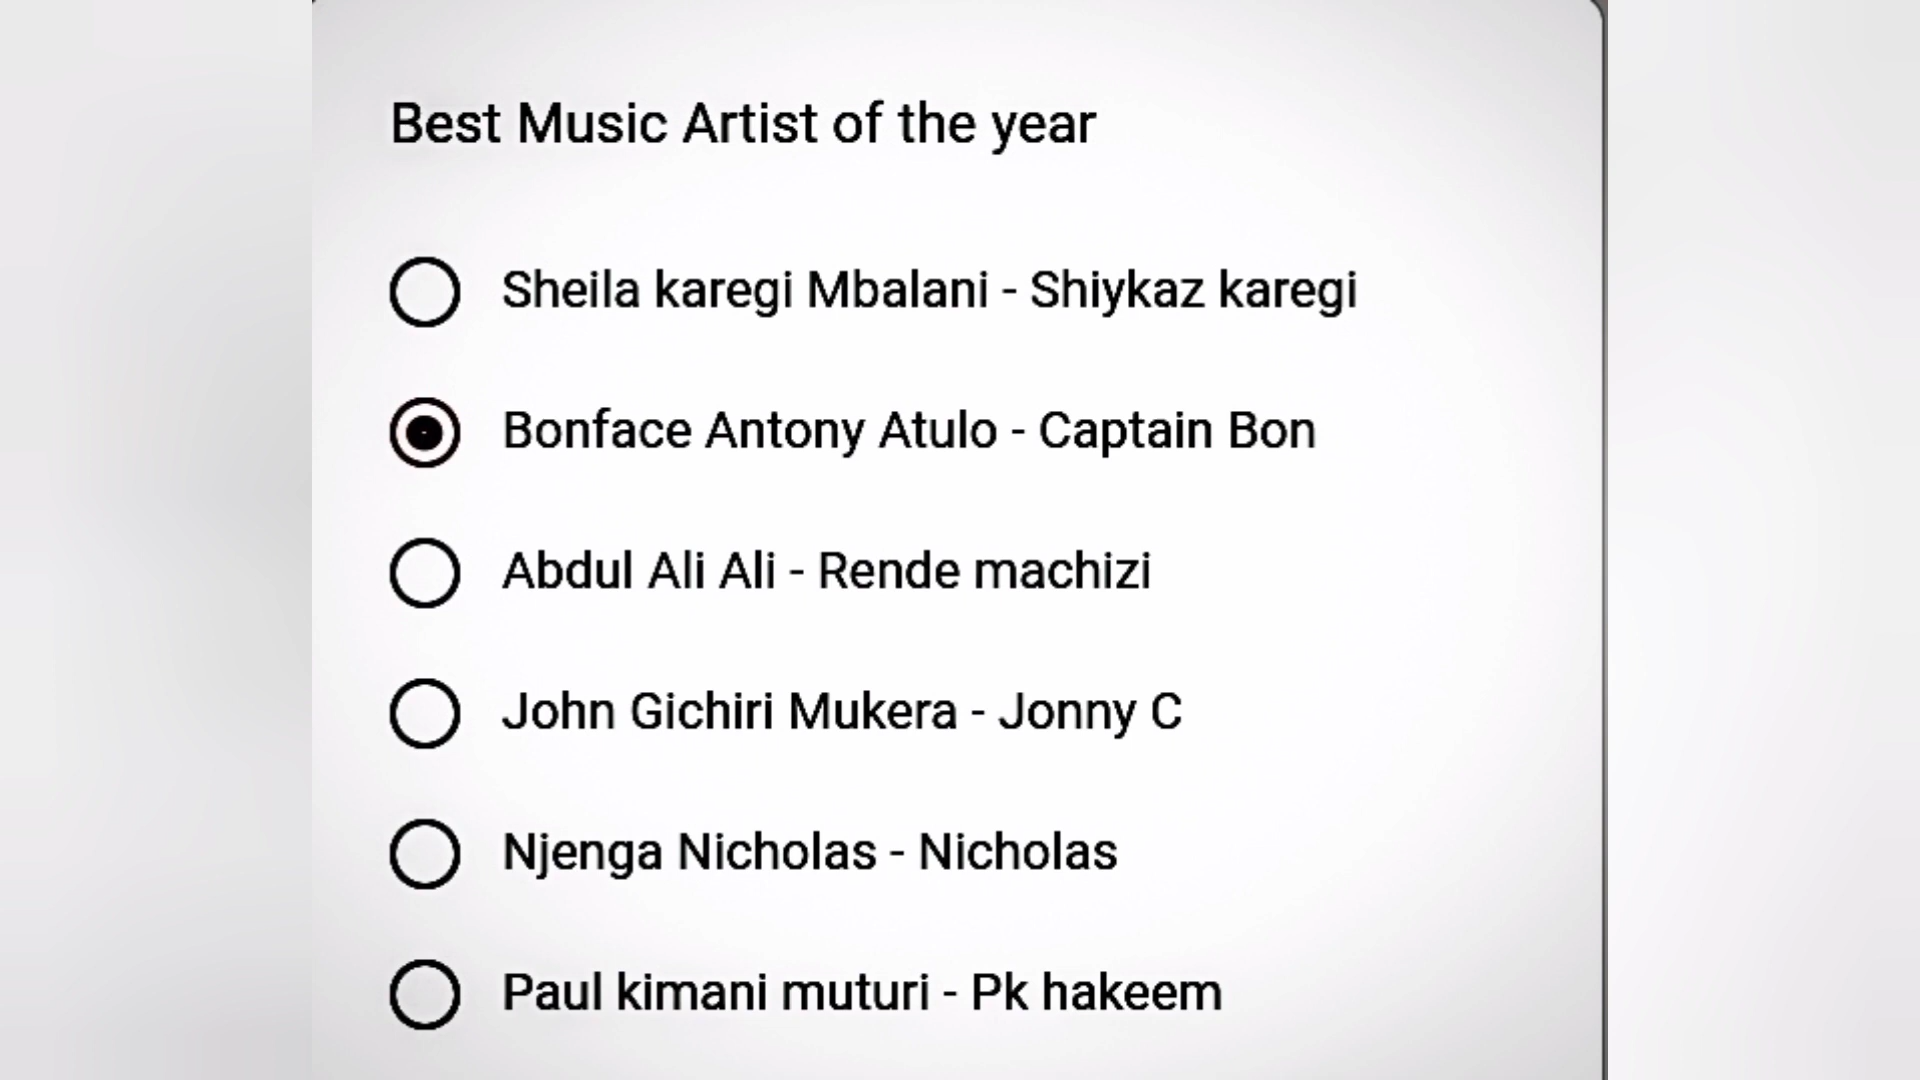 Best Music Artist of the year
Sheila karegi Mbalani - Shiykaz karegi
Bonface Antony Atulo - Captain Bon
Abdul Ali Ali - Rende machizi
John Gichiri Mukera - Jonny C
Njenga Nicholas - Nicholas
Paul kimani muturi - Pk hakeem